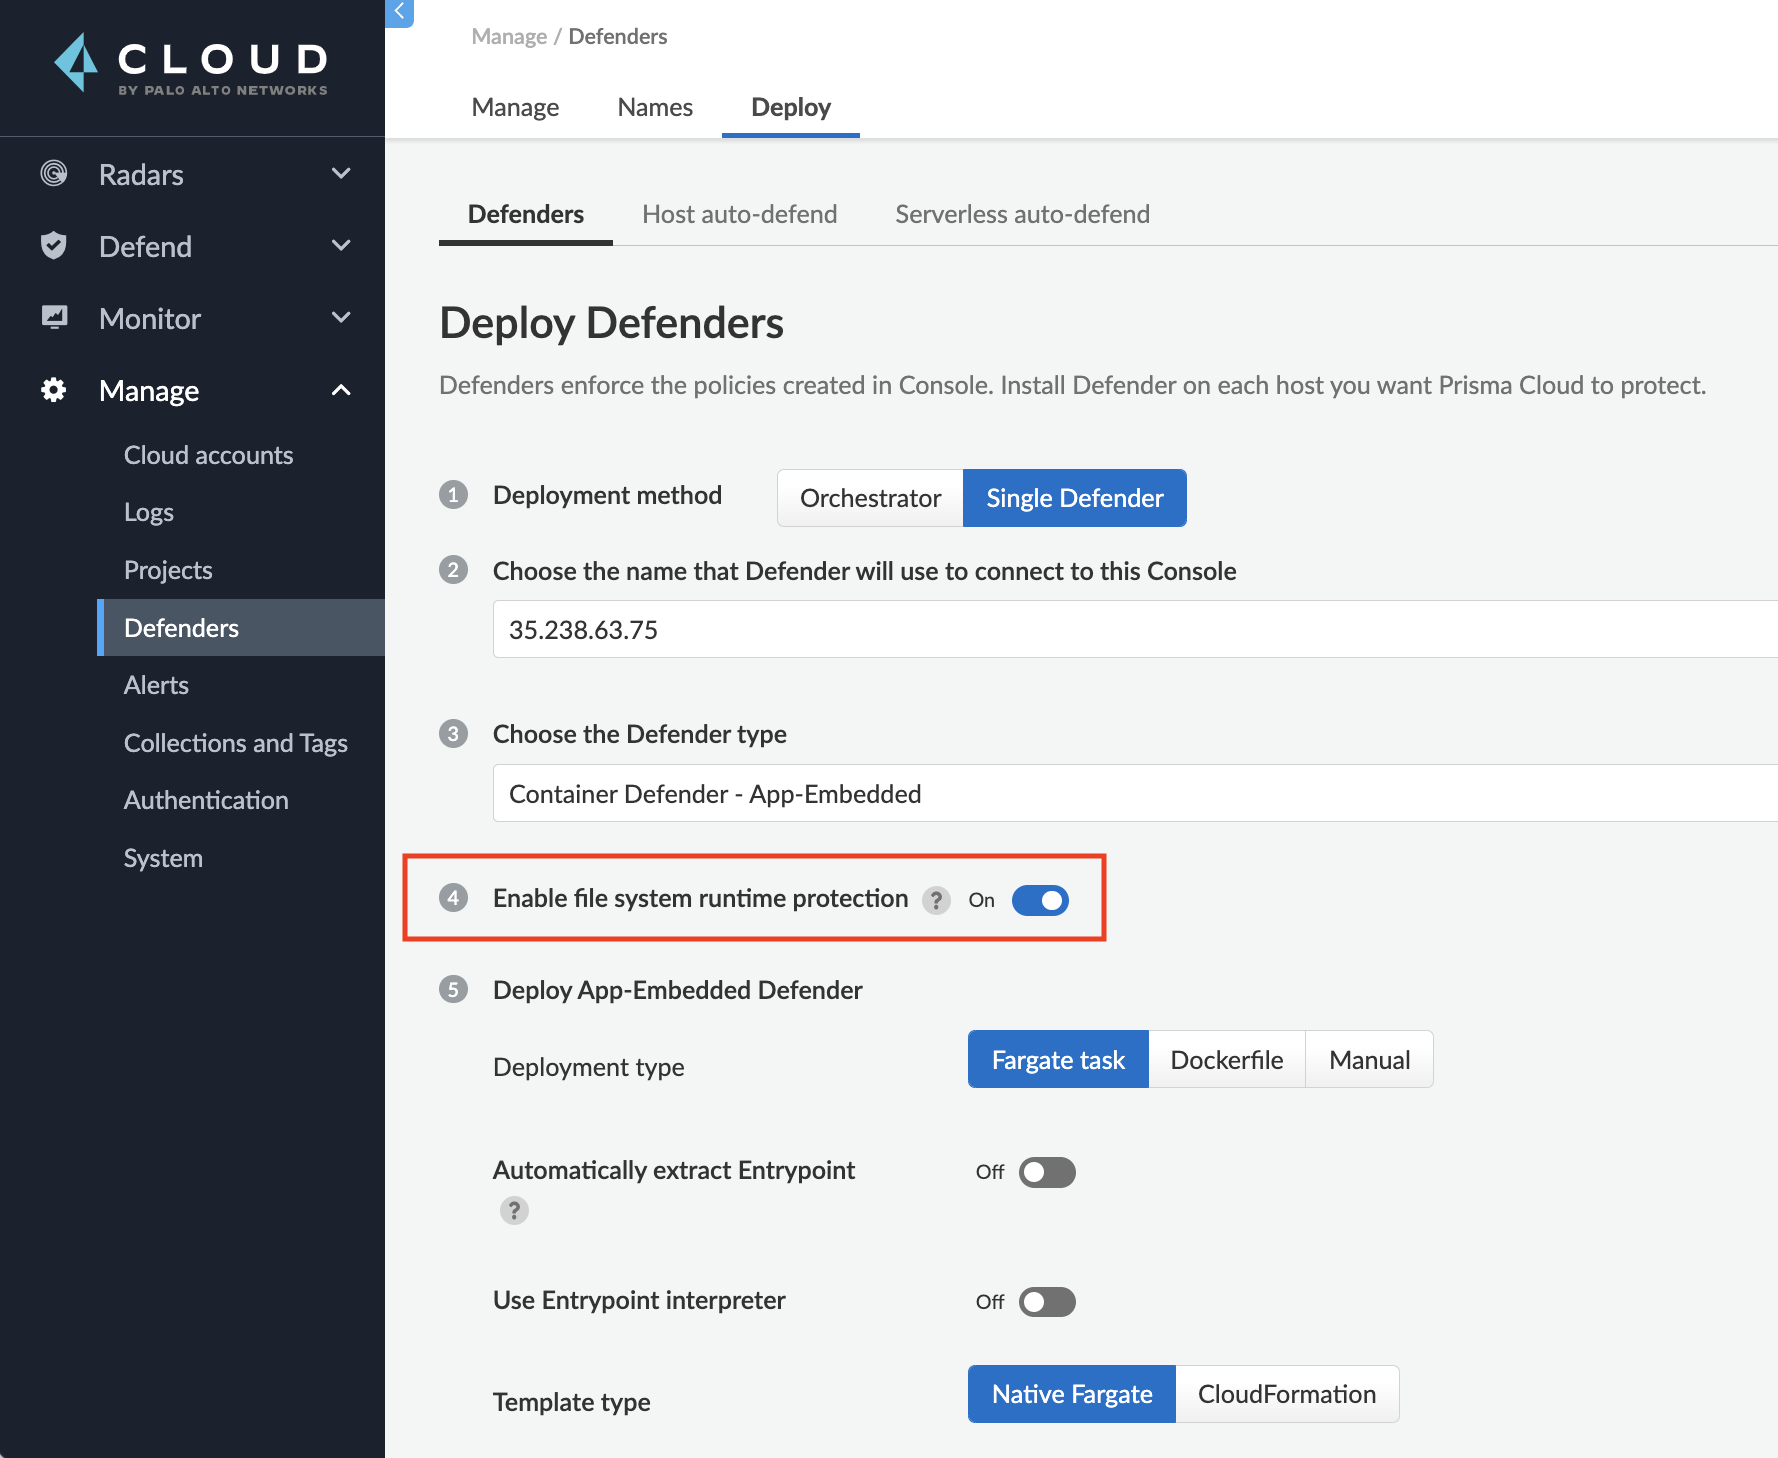 CLOUD
BY PALO ALTO NETWORKS
Radars
Defend
Monitor
Manage
Cloud accounts
Logs
Projects
Defenders
Alerts
Collections and Tags
Authentication
System
Manage / Defenders
Manage Names Deploy
Defenders Host auto-defend Serverless auto-defend
Deploy Defenders
Defenders enforce the policies created in Console. Install Defender on each host you want Prisma Cloud to protect.
1 Deployment method Orchestrator Single Defender
2 Choose the name that Defender will use to connect to this Console
35.238.63.75
3 Choose the Defender type
Container Defender - App-Embedded
4 Enable file system runtime protection ? On
5 Deploy App-Embedded Defender
Deployment type Fargate task Dockerfile Manual
Automatically extract Entrypoint Off
?
Use Entrypoint interpreter Off
Template type Native Fargate CloudFormation